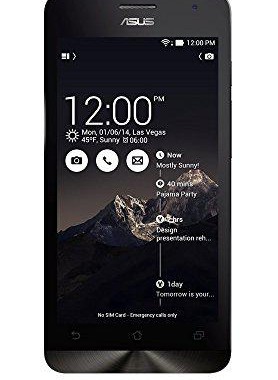 ASUS
12:00 PM
12:00 PM
Mon, 01/06/14, Las Vegas
45°F, Sunny 06:00
Now
Mostly Sunny!
40 mins
Pajama Party
2 hrs
Design
presentation reh...
1day
Tomorrow is your...
No SIM Card - Emergency calls only